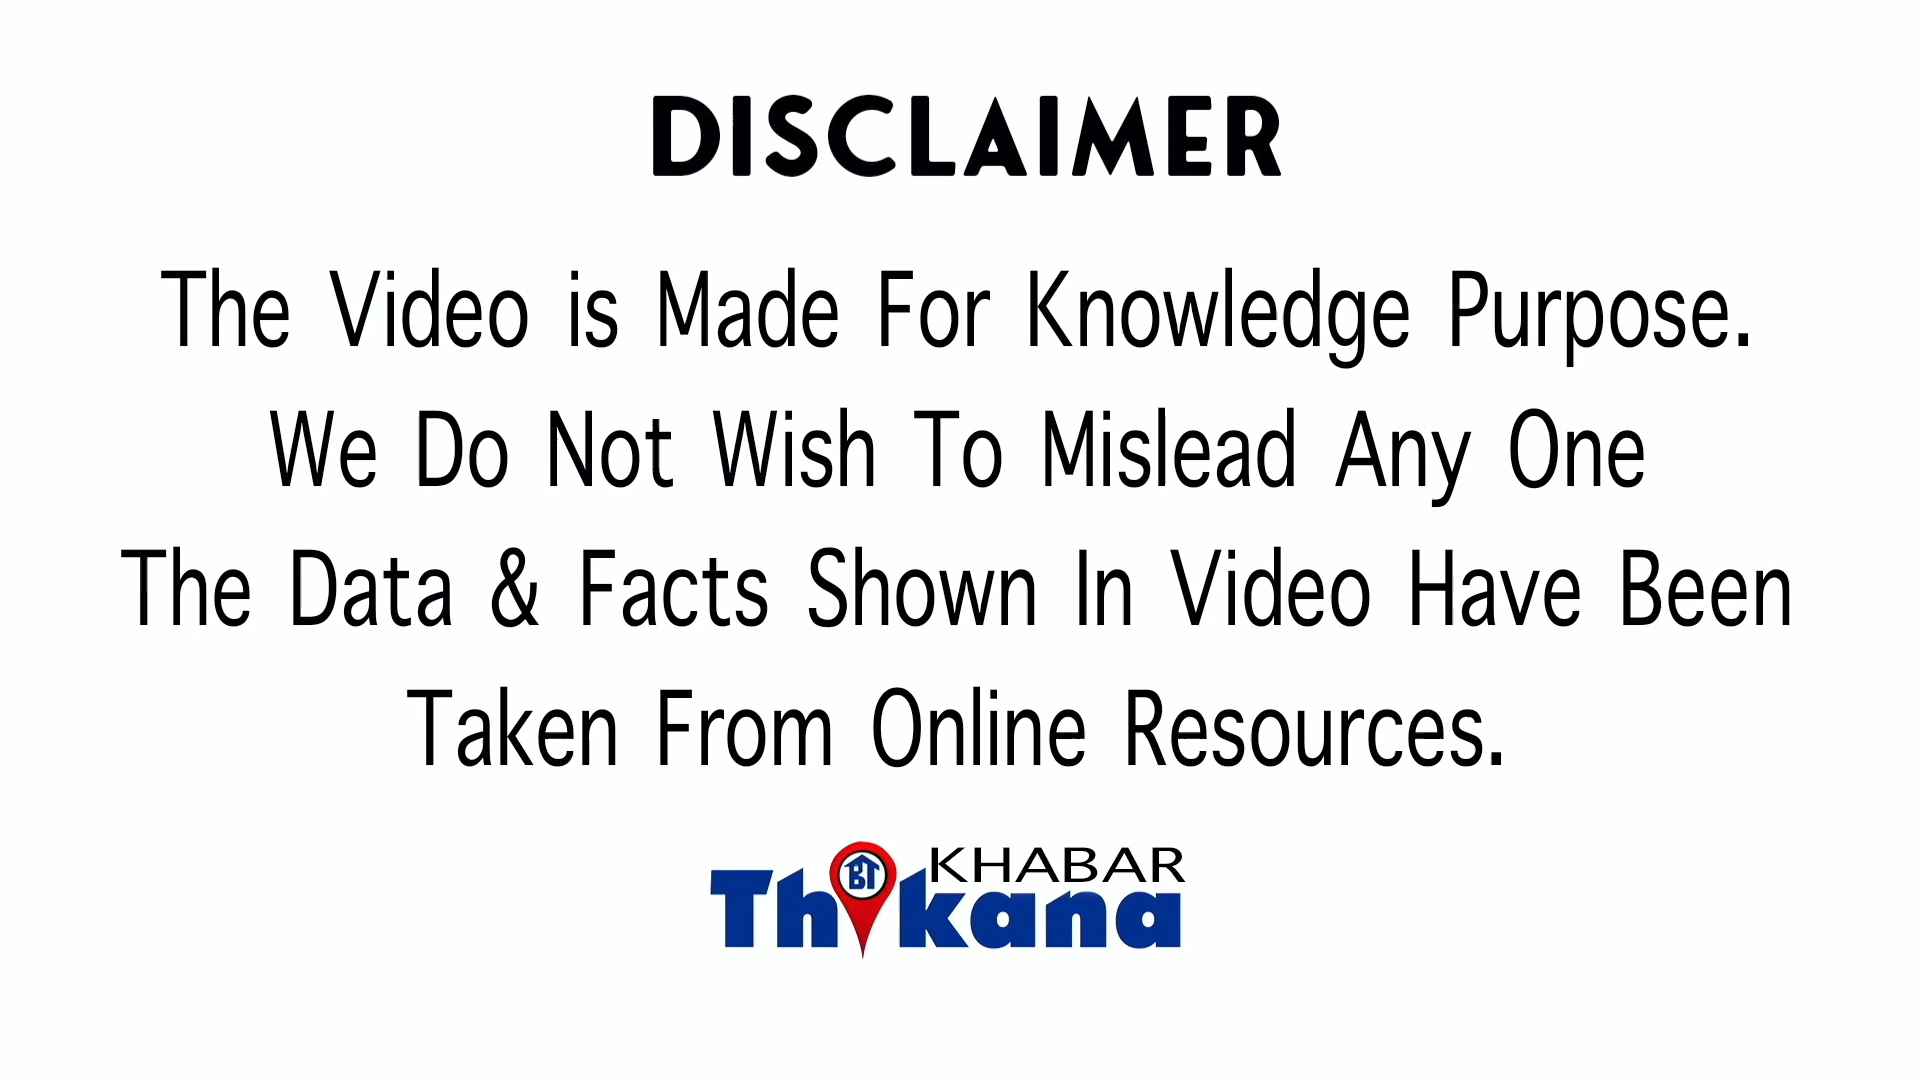 DISCLAIMER
The Video is Made For Knowledge Purpose.
We Do Not Wish To Mislead Any One
The Data & Facts Shown In Video Have Been
Taken From Online Resources.
KHABAR
BT
Thikana